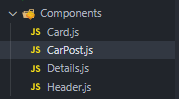 Components
JS Card.js
JS CarPost.js
JS Details.js
JS Header.js